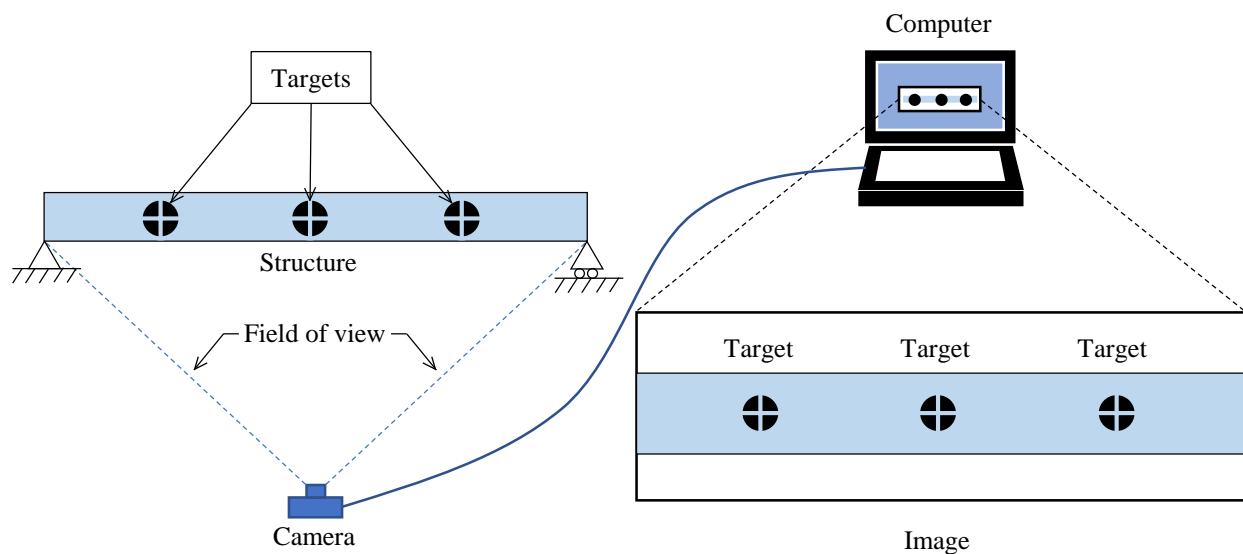 Computer
Targets
Structure
Field of view
Target Target Target
Camera
Image